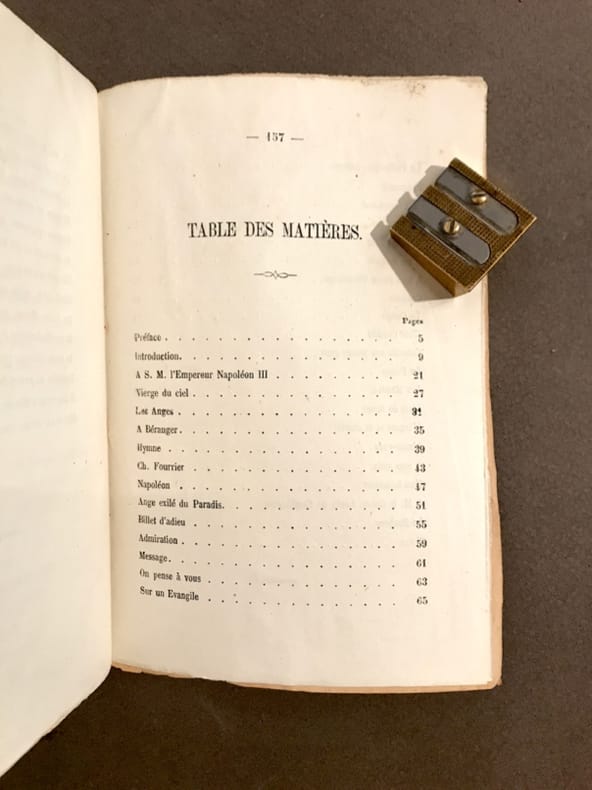 — 157 —
TABLE DES MATIÈRES.
Pages
Préface . . . . . . . . . . . . . . 5
Introduction. . . . . . . . . . . . . 9
A S. M. l'Empereur Napoléon III . . . . . . . . 21
Vierge du ciel . . . . . . . . . . . . . 27
Les Anges . . . . . . . . . . . . . . 31
A Béranger . . . . . . . . . . . . . . 35
Hymne . . . . . . . . . . . . . . 39
Ch. Fourrier . . . . . . . . . . . . . 43
Napoléon . . . . . . . . . . . . . . 47
Ange exilé du Paradis. . . . . . . . . . . 51
Billet d'adieu . . . . . . . . . . . . . 55
Admiration . . . . . . . . . . . . . . 59
Message. . . . . . . . . . . . . . . 61
On pense à vous . . . . . . . . . . . . 63
Sur un Evangile . . . . . . . . . . . . 65